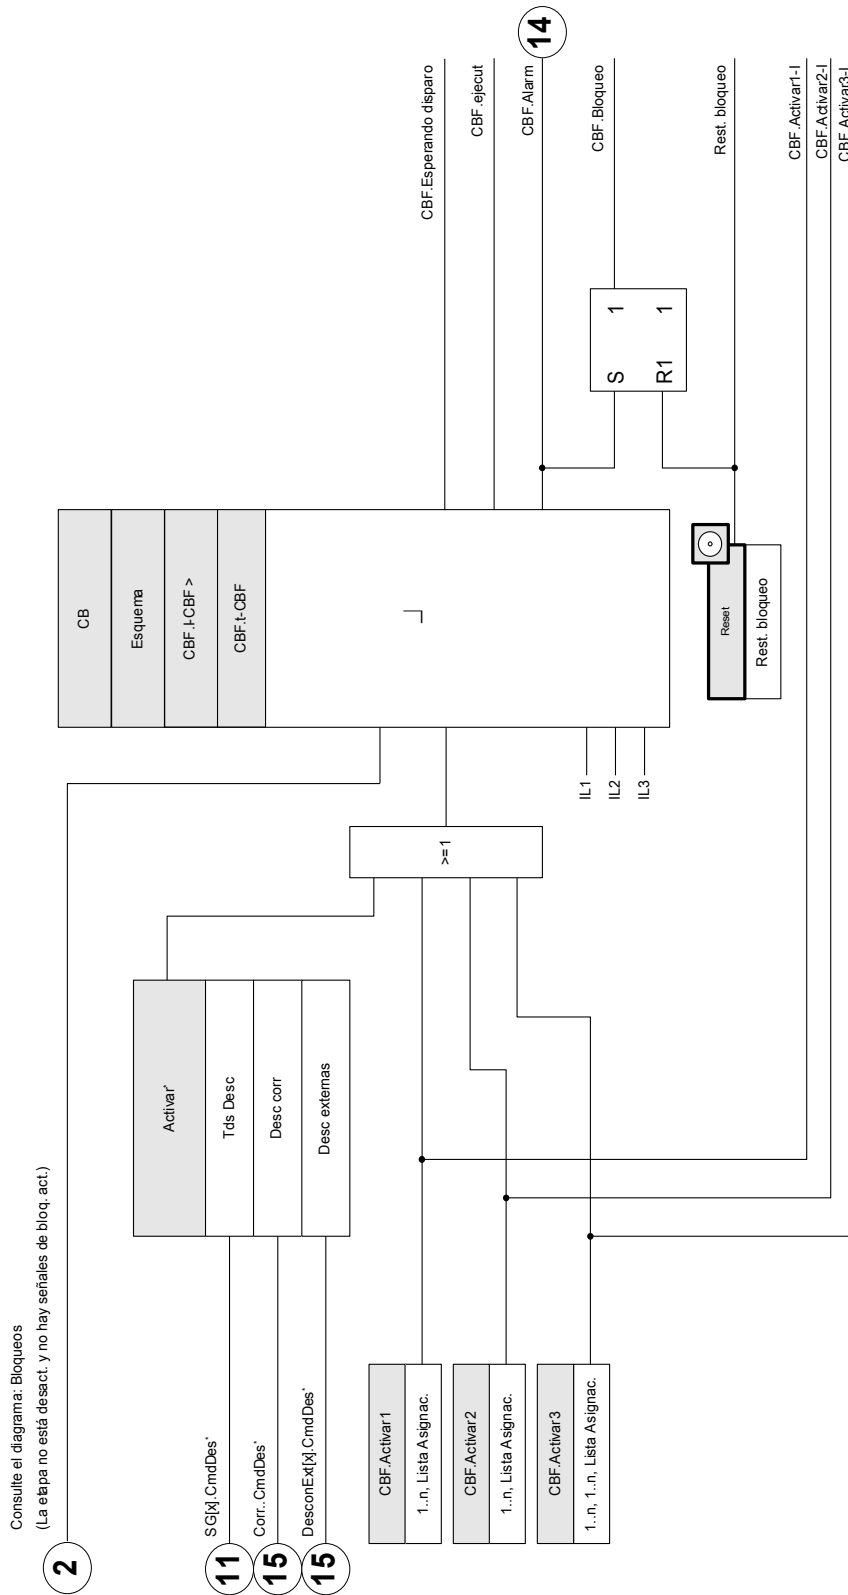 Consulte el diagrama: Bloqueos
(La etapa no está desact. y no hay señales de bloq. act.)
2
SG[x].CmdDes*
11
Corr..CmdDes*
15
DesconExt[x].CmdDes*
15
Activar*
Tds Desc
Desc corr
Desc externas
CBF.Activar1
1..n, Lista Asignac.
CBF.Activar2
1..n, Lista Asignac.
CBF.Activar3
1..n, 1..n, Lista Asignac.
>=1
CB
Esquema
CBF.I-CBF >
CBF.t-CBF
IL1
IL2
IL3
Reset
Rest. bloqueo
S 1
R1 1
CBF.Esperando disparo
CBF.ejecut
CBF.Alarm
14
CBF.Bloqueo
Rest. bloqueo
CBF.Activar1-I
CBF.Activar2-I
CBF.Activar3-I